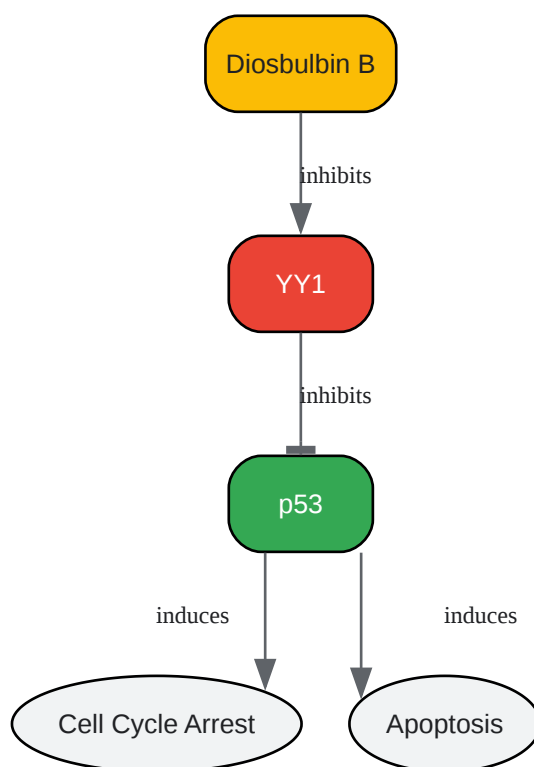 Diosbulbin B
inhibits
YY1
inhibits
p53
induces
induces
Cell Cycle Arrest
Apoptosis